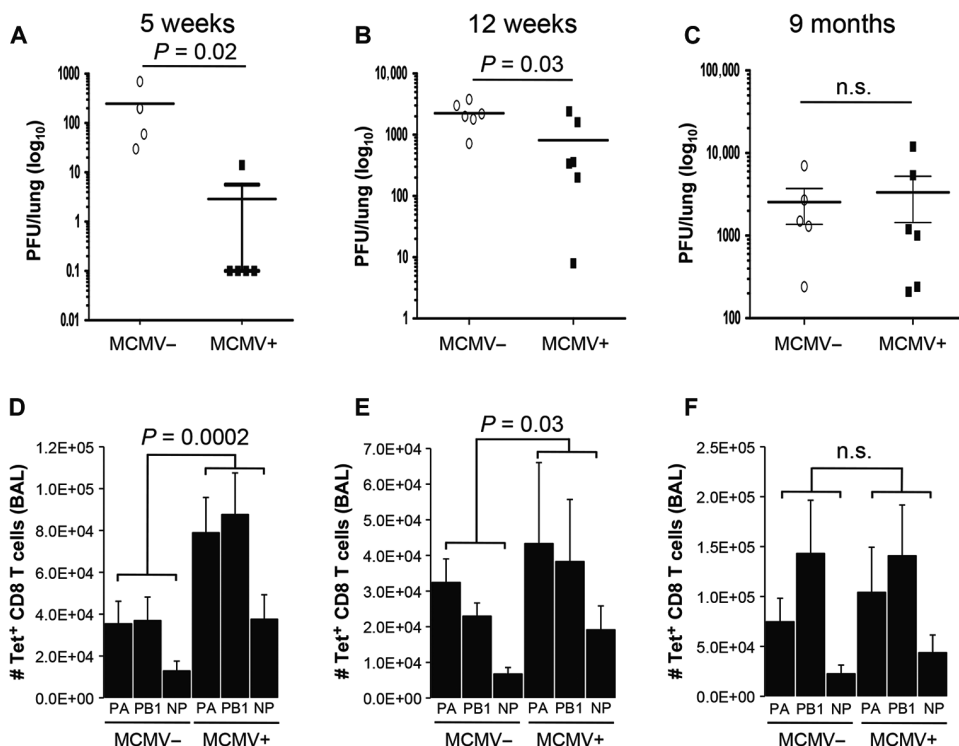 5 weeks
A
P = 0.02
PFU/lung (log10)
1000
100
10
1
0.1
0.01
MCMV–
MCMV+
12 weeks
B
P = 0.03
PFU/lung (log10)
10,000
1000
100
10
1
MCMV–
MCMV+
9 months
C
n.s.
PFU/lung (log10)
100,000
10,000
1000
100
MCMV–
MCMV+
D
P = 0.0002
# Tet+ CD8 T cells (BAL)
1.2E+05
1.0E+05
8.0E+04
6.0E+04
4.0E+04
2.0E+04
0.0E+00
PA PB1 NP PA PB1 NP
MCMV– MCMV+
E
P = 0.03
# Tet+ CD8 T cells (BAL)
7.0E+04
6.0E+04
5.0E+04
4.0E+04
3.0E+04
2.0E+04
1.0E+04
0.0E+00
PA PB1 NP PA PB1 NP
MCMV– MCMV+
F
n.s.
# Tet+ CD8 T cells (BAL)
2.5E+05
2.0E+05
1.5E+05
1.0E+05
5.0E+04
0.0E+00
PA PB1 NP PA PB1 NP
MCMV– MCMV+